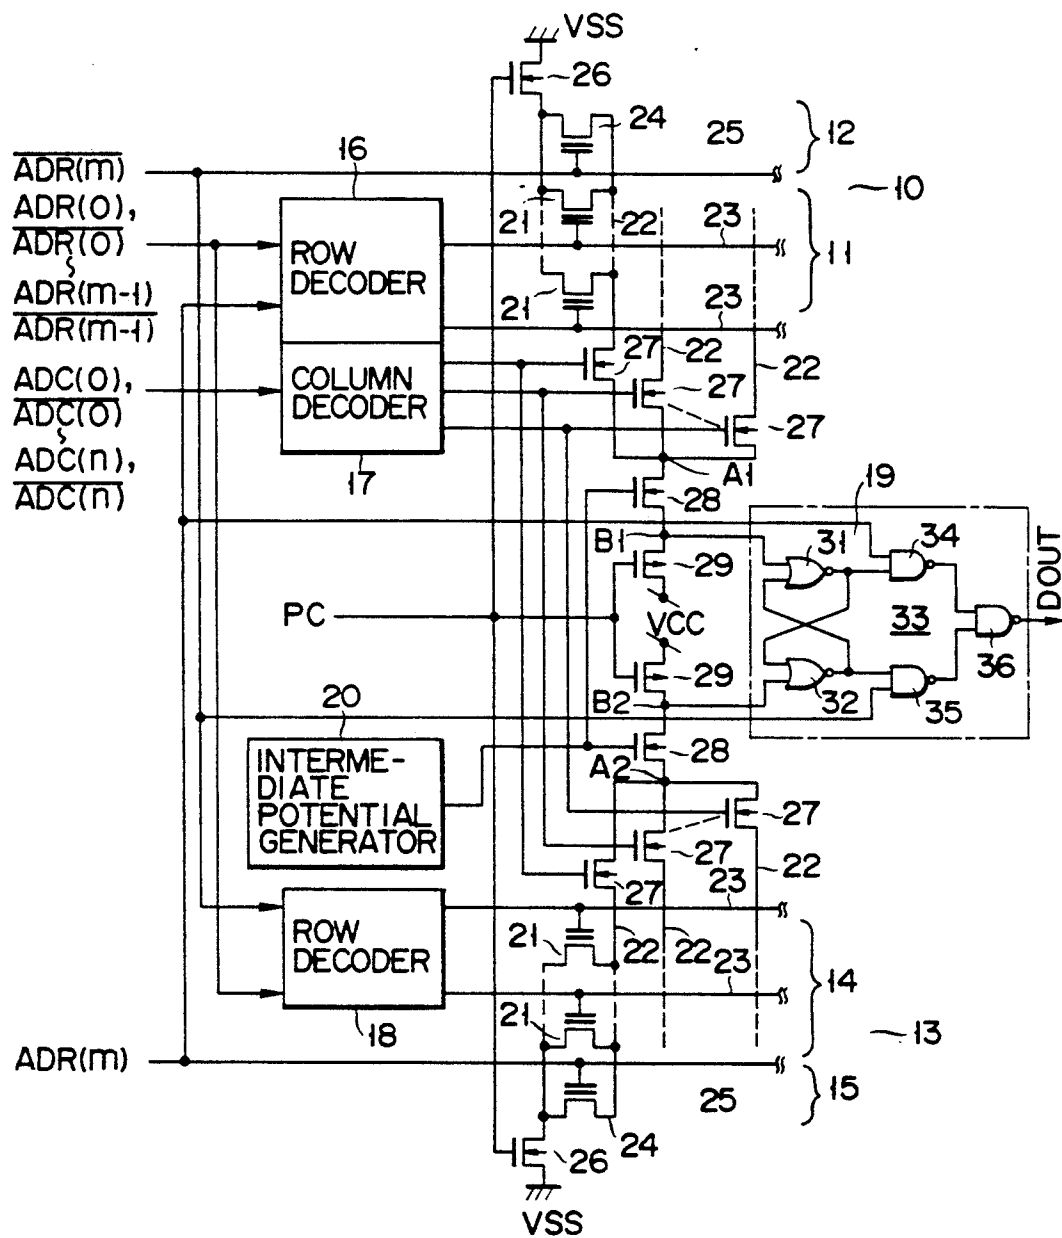 VSS
26
24
25
12
ADR(m)
16
10
ADR(0),
ADR(0)
ADR(m-1)
ADR(m-1)
ROW DECODER
21
22
23
11
21
23
27
22
22
ADC(0),
ADC(0)
ADC(n),
ADC(n)
COLUMN DECODER
27
27
17
A1
28
19
B1
31
34
DOUT
29
PC
VCC
33
36
29
32
35
B2
20
28
INTERME-
DIATE
POTENTIAL
GENERATOR
A2
27
27
22
27
23
ROW DECODER
21
22
22
23
14
18
21
13
ADR(m)
25
15
24
26
VSS